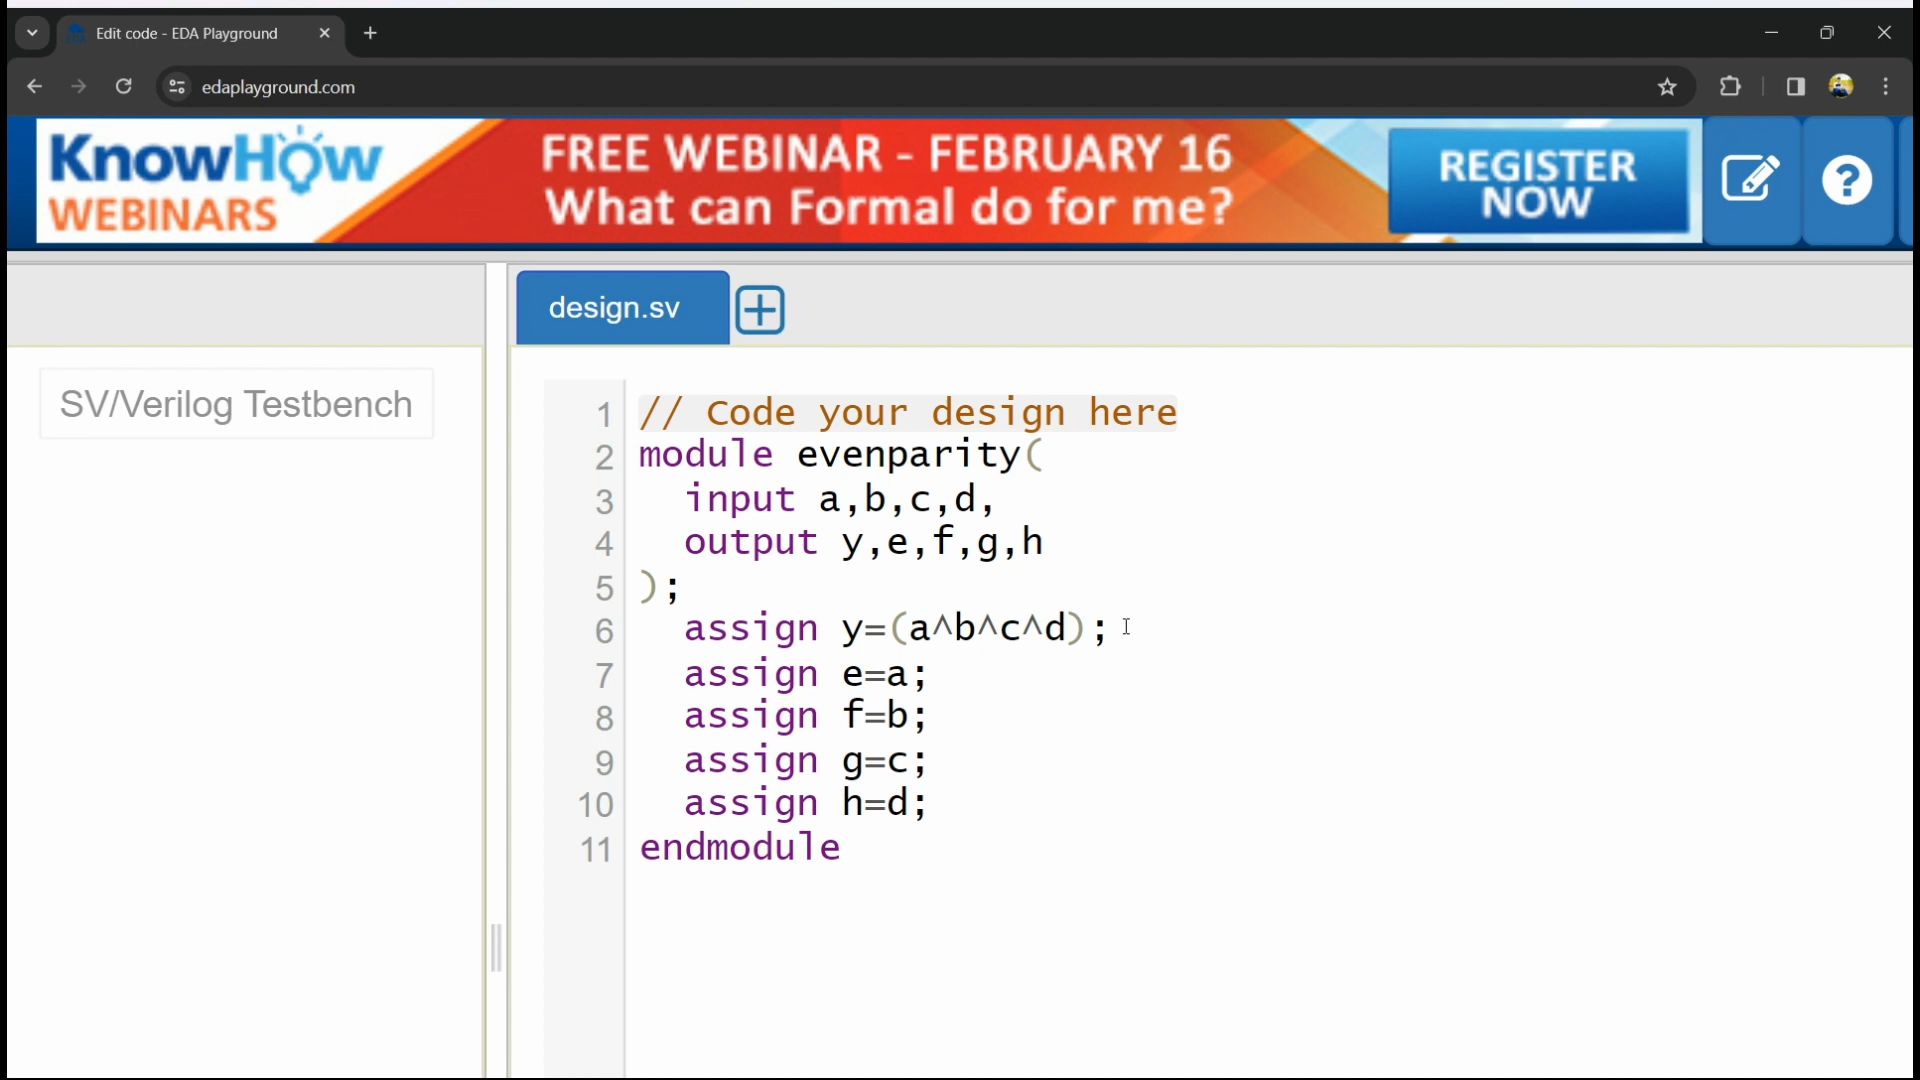 Edit code - EDA Playground
edaplayground.com
KnowHow
WEBINARS
FREE WEBINAR - FEBRUARY 16
What can Formal do for me?
REGISTER
NOW
design.sv
SV/Verilog Testbench
1 // Code your design here
2 module evenparity(
3 input a,b,c,d,
4 output y,e,f,g,h
5 );
6 assign y=(a^b^c^d);
7 assign e=a;
8 assign f=b;
9 assign g=c;
10 assign h=d;
11 endmodule